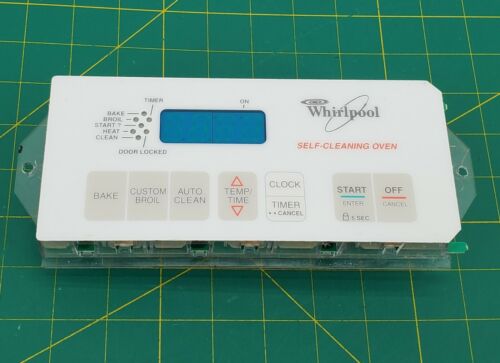 TIMER
BAKE
BROIL
START ?
HEAT
CLEAN
DOOR LOCKED
ON
Whirlpool
SELF-CLEANING OVEN
BAKE
CUSTOM
BROIL
AUTO
CLEAN
TEMP/
TIME
CLOCK
TIMER
•• CANCEL
START
ENTER
5 SEC
OFF
CANCEL